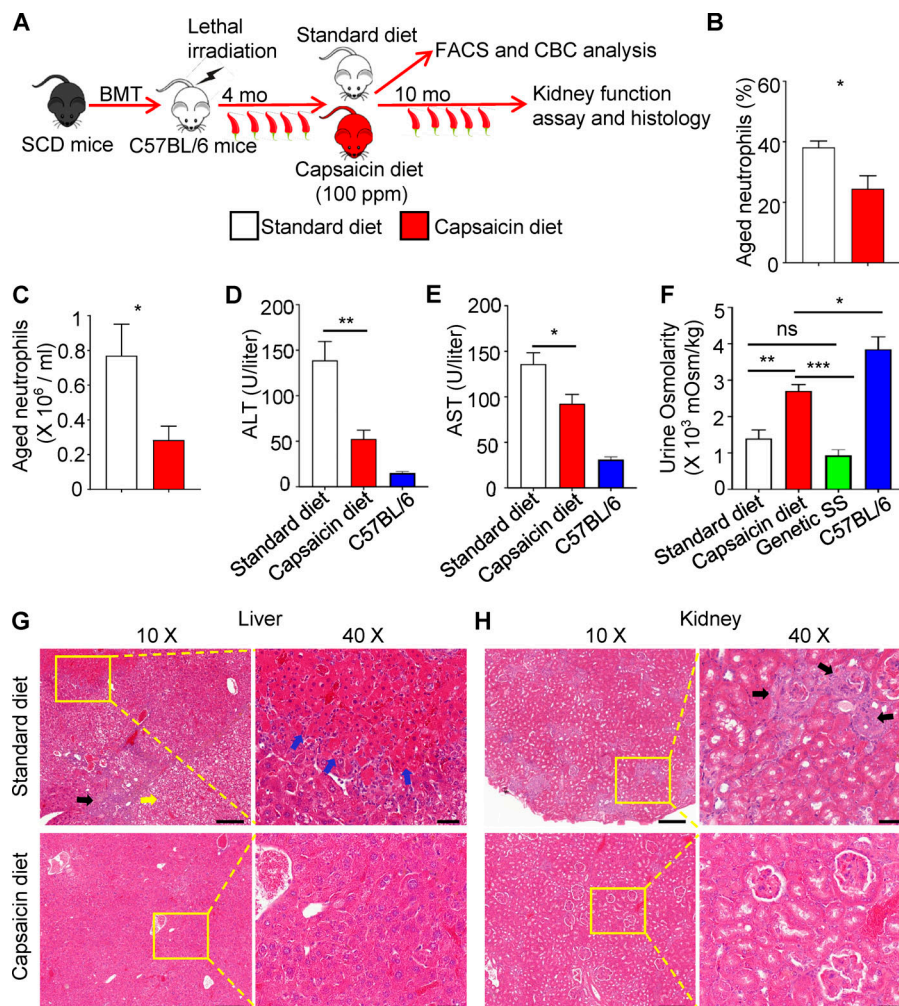 A
Lethal
irradiation
Standard diet
FACS and CBC analysis
BMT
4 mo
10 mo
Kidney function
assay and histology
SCD mice
C57BL/6 mice
Capsaicin diet
(100 ppm)
Standard diet
Capsaicin diet
B
Aged neutrophils (%)
60
40
20
0
*
C
Aged neutrophils
(X 10⁶ / ml)
1
0.8
0.6
0.4
0.2
*
D
ALT (U/liter)
200
150
100
50
0
**
Standard diet
Capsaicin diet
C57BL/6
E
AST (U/liter)
200
150
100
50
0
*
Standard diet
Capsaicin diet
C57BL/6
F
Urine Osmolarity
(X 10³ mOsm/kg)
5
4
3
2
1
0
*
ns
**
***
Standard diet
Capsaicin diet
Genetic SS
C57BL/6
G
Liver
10 X
40 X
Standard diet
Capsaicin diet
H
Kidney
10 X
40 X